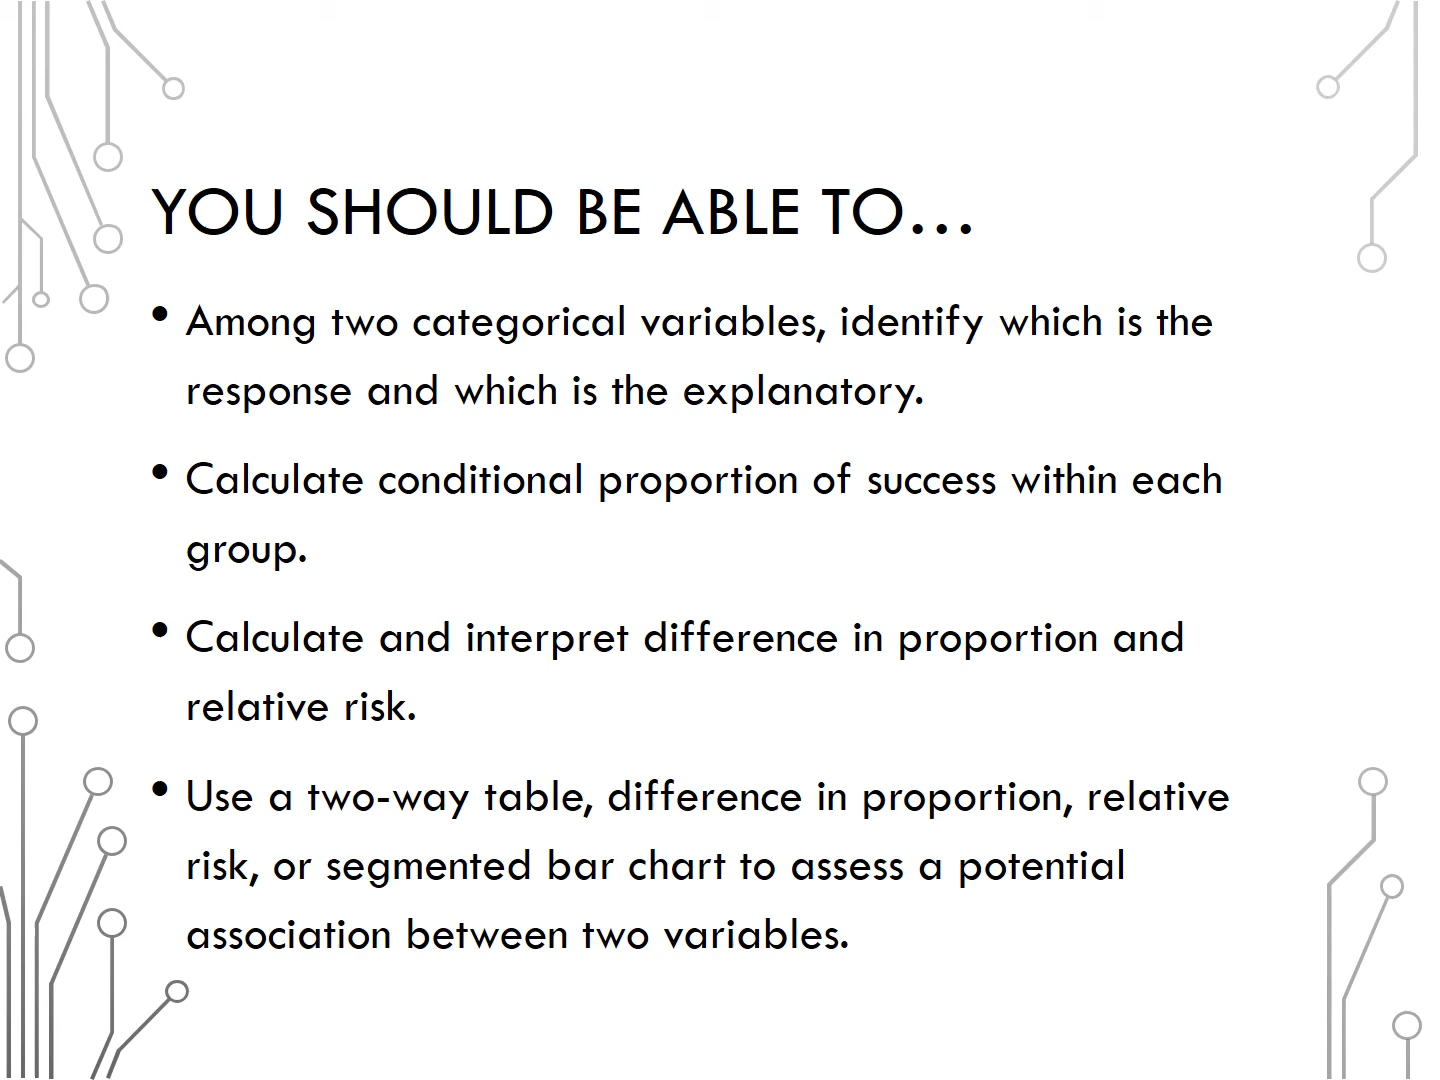 YOU SHOULD BE ABLE TO...
• Among two categorical variables, identify which is the
response and which is the explanatory.
• Calculate conditional proportion of success within each
group.
• Calculate and interpret difference in proportion and
relative risk.
• Use a two-way table, difference in proportion, relative
risk, or segmented bar chart to assess a potential
association between two variables.